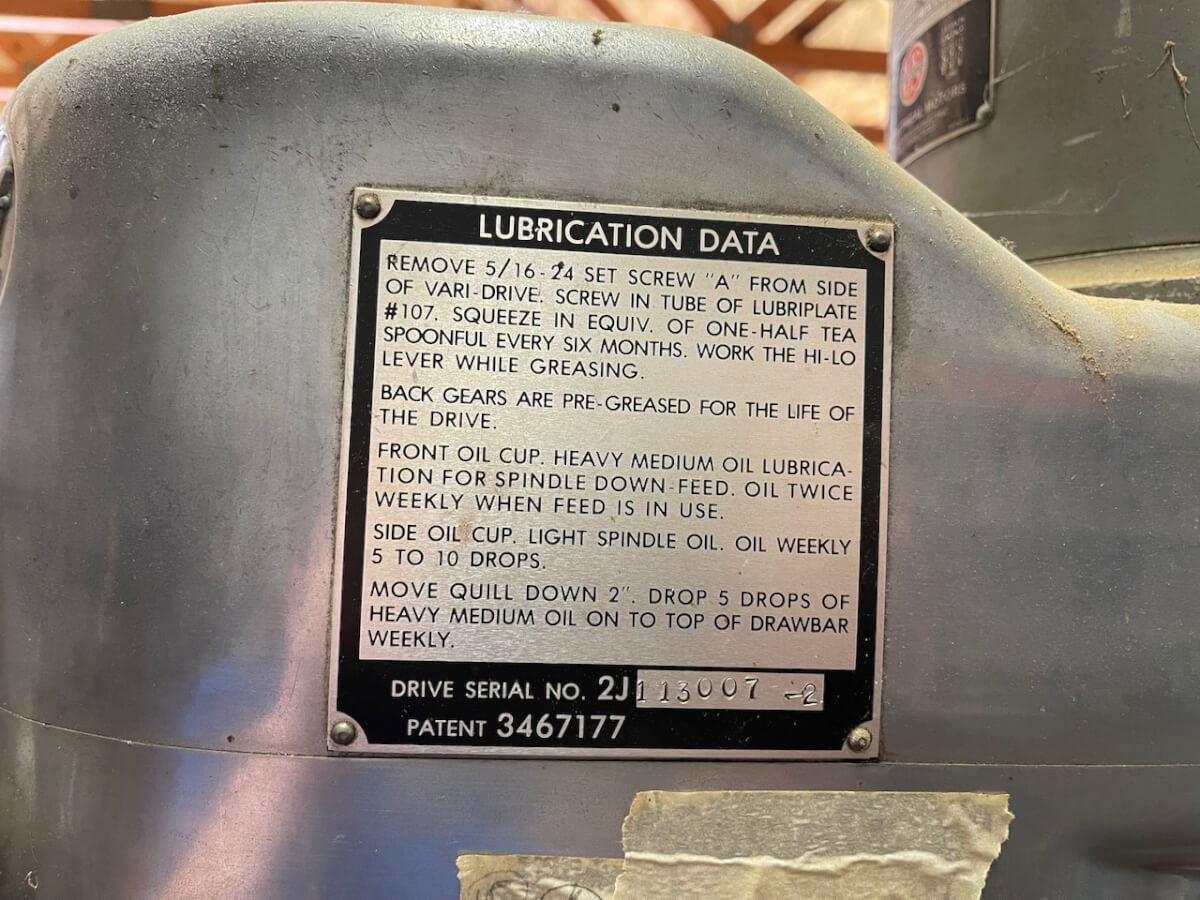 LUBRICATION DATA
REMOVE 5/16-24 SET SCREW "A" FROM SIDE
OF VARI-DRIVE. SCREW IN TUBE OF LUBRIPLATE
#107. SQUEEZE IN EQUIV. OF ONE-HALF TEA
SPOONFUL EVERY SIX MONTHS. WORK THE HI-LO
LEVER WHILE GREASING.
BACK GEARS ARE PRE-GREASED FOR THE LIFE OF
THE DRIVE.
FRONT OIL CUP. HEAVY MEDIUM OIL LUBRICA-
TION FOR SPINDLE DOWN-FEED. OIL TWICE
WEEKLY WHEN FEED IS IN USE.
SIDE OIL CUP. LIGHT SPINDLE OIL. OIL WEEKLY
5 TO 10 DROPS.
MOVE QUILL DOWN 2". DROP 5 DROPS OF
HEAVY MEDIUM OIL ON TO TOP OF DRAWBAR
WEEKLY.
DRIVE SERIAL NO. 2J 113007 -2
PATENT 3467177
MOTORS